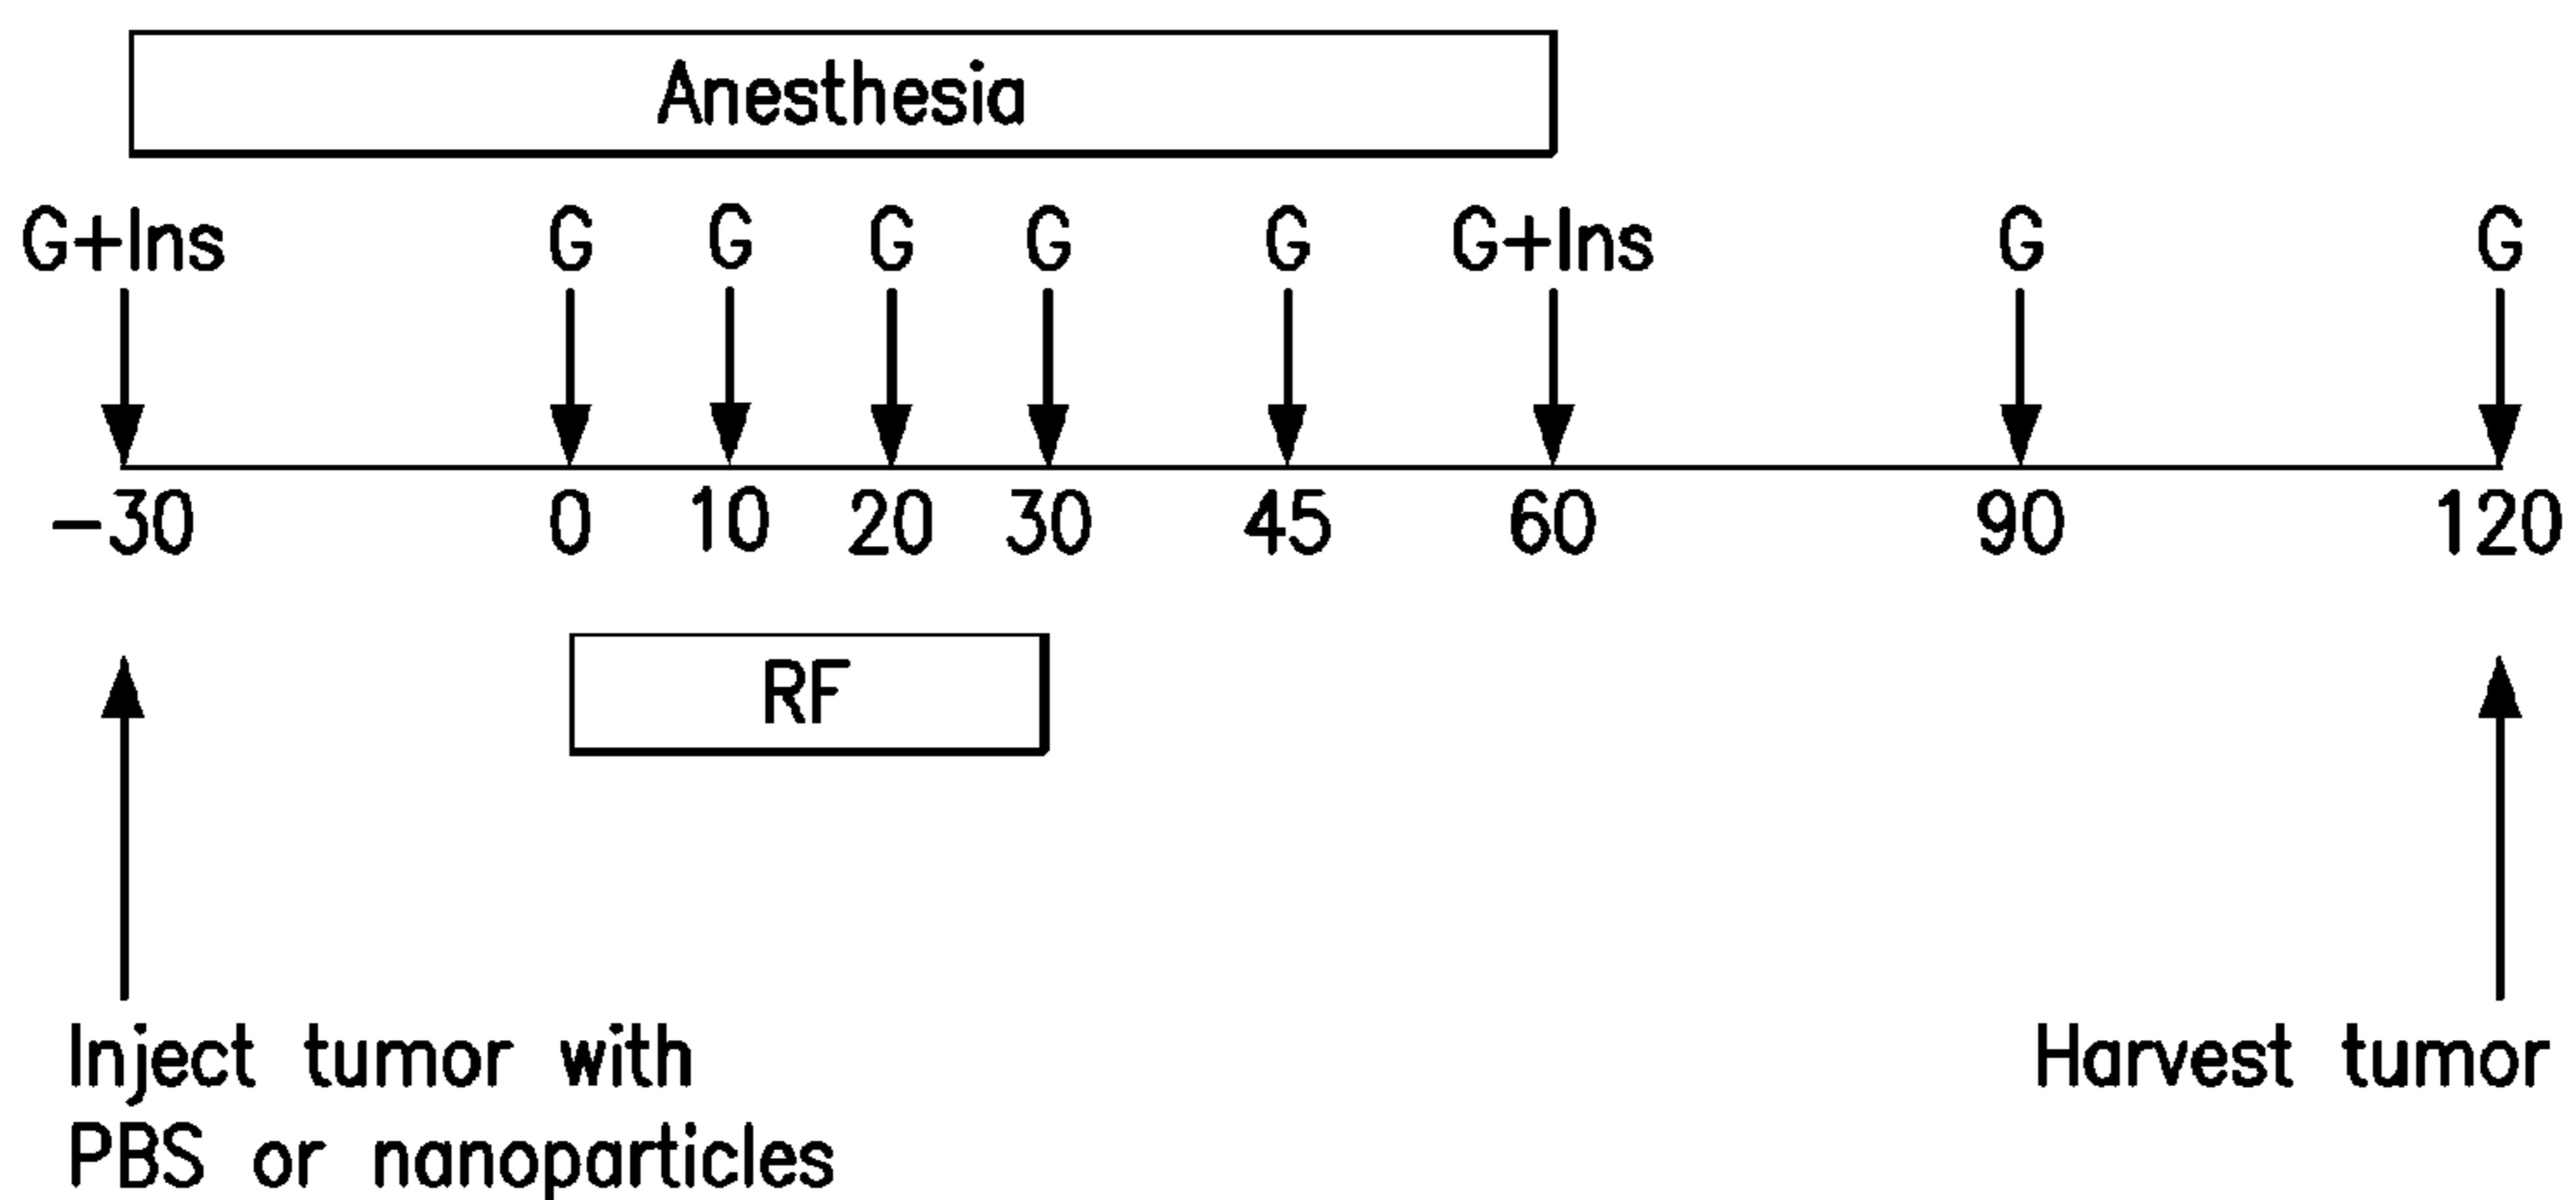 Anesthesia
G+Ins G G G G G G+Ins G G
−30 0 10 20 30 45 60 90 120
RF
Inject tumor with
PBS or nanoparticles
Harvest tumor